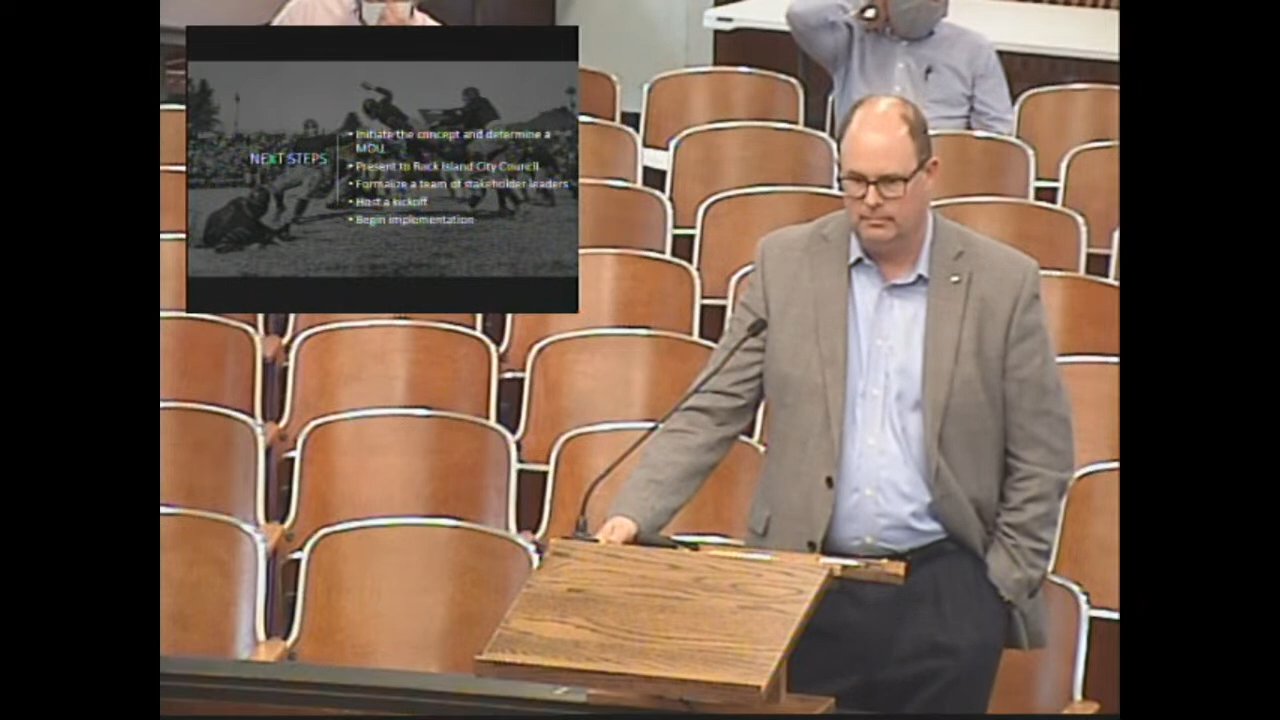 NEXT STEPS
• Initiate the concept and determine a
MOU.
• Present to Rock Island City Council
• Formalize a team of stakeholder leaders
• Host a kickoff
• Begin implementation